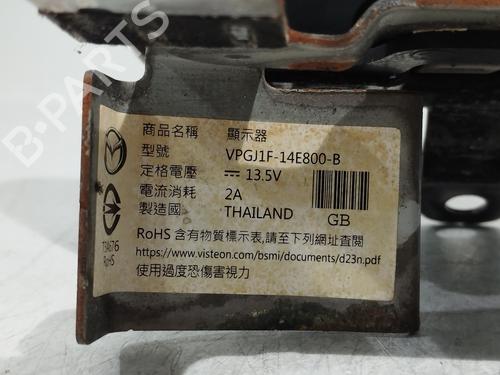 B-PARTS
商品名稱 顯示器
型號 VPGJ1F-14E800-B
定格電壓 ⎓ 13.5V
電流消耗 2A
製造國 THAILAND
GB
T3A676
RoHS
RoHS 含有物質標示表,請至下列網址查閱
https://www.visteon.com/bsmi/documents/d23n.pdf
使用過度恐傷害視力